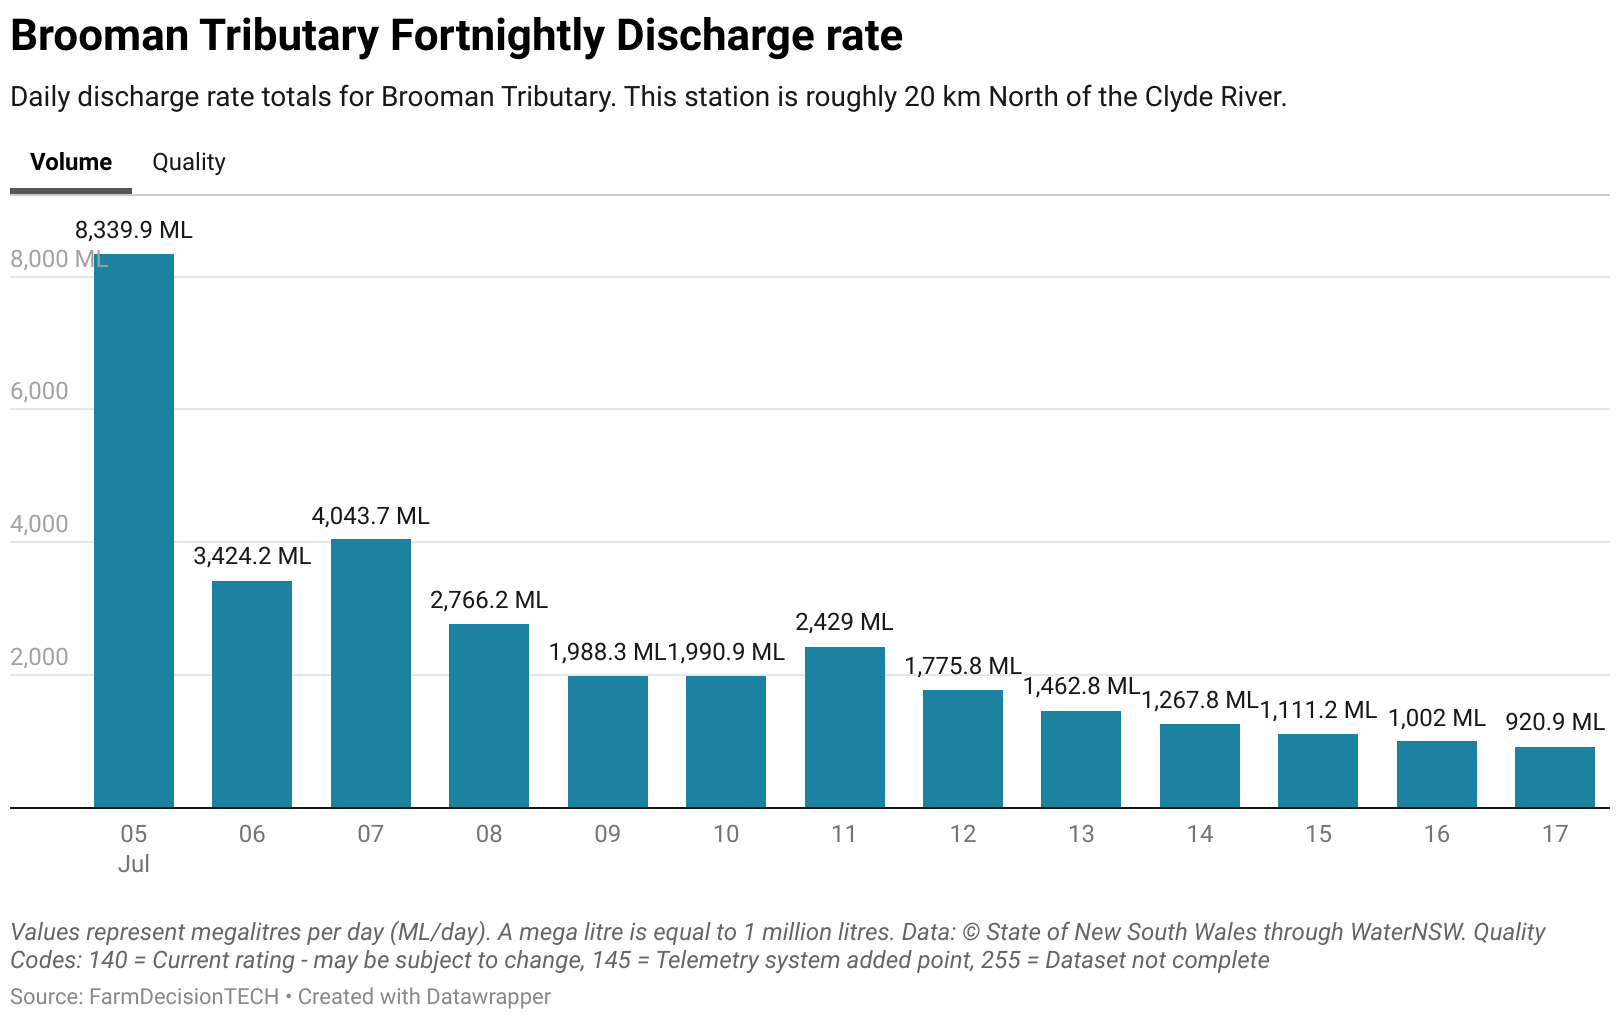 Brooman Tributary Fortnightly Discharge rate
Daily discharge rate totals for Brooman Tributary. This station is roughly 20 km North of the Clyde River.
Volume Quality
8,339.9 ML
8,000 ML
6,000
4,043.7 ML
4,000
3,424.2 ML
2,766.2 ML
2,429 ML
1,988.3 ML 1,990.9 ML
2,000
1,775.8 ML
1,462.8 ML
1,267.8 ML
1,111.2 ML
1,002 ML
920.9 ML
05 06 07 08 09 10 11 12 13 14 15 16 17
Jul
Values represent megalitres per day (ML/day). A mega litre is equal to 1 million litres. Data: © State of New South Wales through WaterNSW. Quality
Codes: 140 = Current rating - may be subject to change, 145 = Telemetry system added point, 255 = Dataset not complete
Source: FarmDecisionTECH • Created with Datawrapper